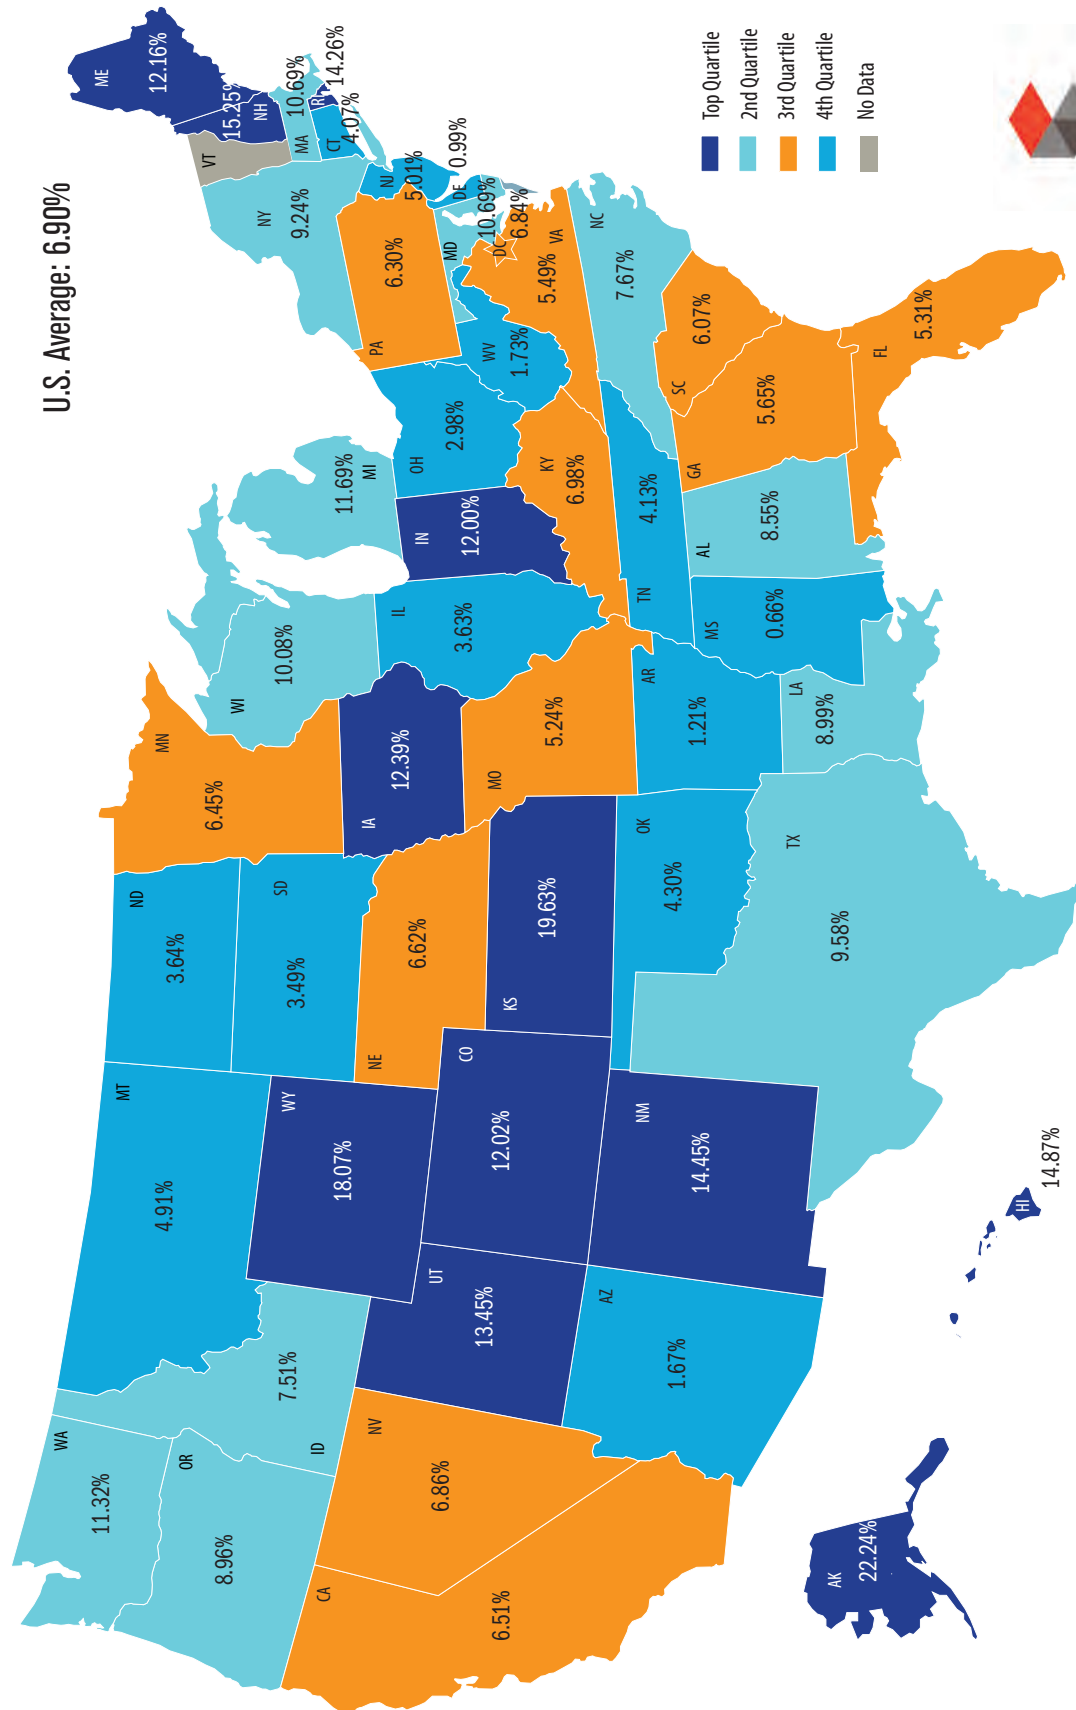 U.S. Average: 6.90%
WA
11.32%
OR
8.96%
CA
6.51%
NV
6.86%
ID
7.51%
MT
4.91%
WY
18.07%
UT
13.45%
CO
12.02%
AZ
1.67%
NM
14.45%
ND
3.64%
SD
3.49%
NE
6.62%
KS
19.63%
OK
4.30%
TX
9.58%
MN
6.45%
IA
12.39%
MO
5.24%
AR
1.21%
LA
8.99%
WI
10.08%
IL
3.63%
MI
11.69%
IN
12.00%
OH
2.98%
KY
6.98%
TN
4.13%
MS
0.66%
AL
8.55%
GA
5.65%
FL
5.31%
SC
6.07%
NC
7.67%
VA
5.49%
WV
1.73%
DC
6.84%
MD
10.69%
DE
0.99%
PA
6.30%
NJ
5.01%
NY
9.24%
CT
4.07%
RI
14.26%
MA
10.69%
VT
NH
15.25%
ME
12.16%
AK
22.24%
HI
14.87%
Top Quartile
2nd Quartile
3rd Quartile
4th Quartile
No Data